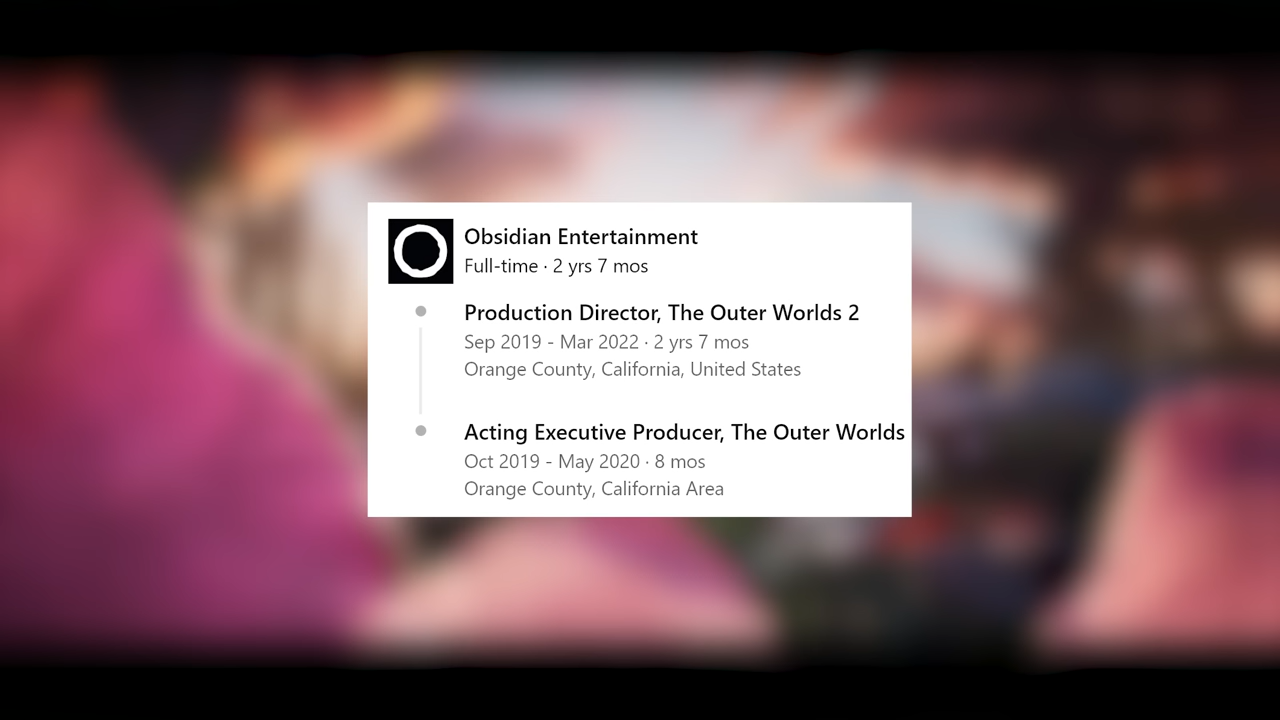 Obsidian Entertainment
Full-time · 2 yrs 7 mos
Production Director, The Outer Worlds 2
Sep 2019 - Mar 2022 · 2 yrs 7 mos
Orange County, California, United States
Acting Executive Producer, The Outer Worlds
Oct 2019 - May 2020 · 8 mos
Orange County, California Area